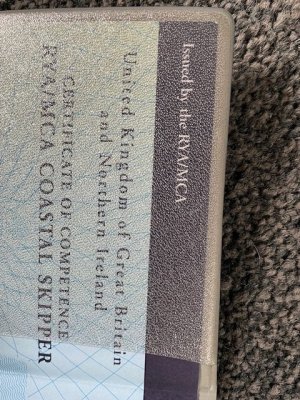 Issued by the RYA/MCA
United Kingdom of Great Britain
and Northern Ireland
CERTIFICATE OF COMPETENCE
RYA/MCA COASTAL SKIPPER